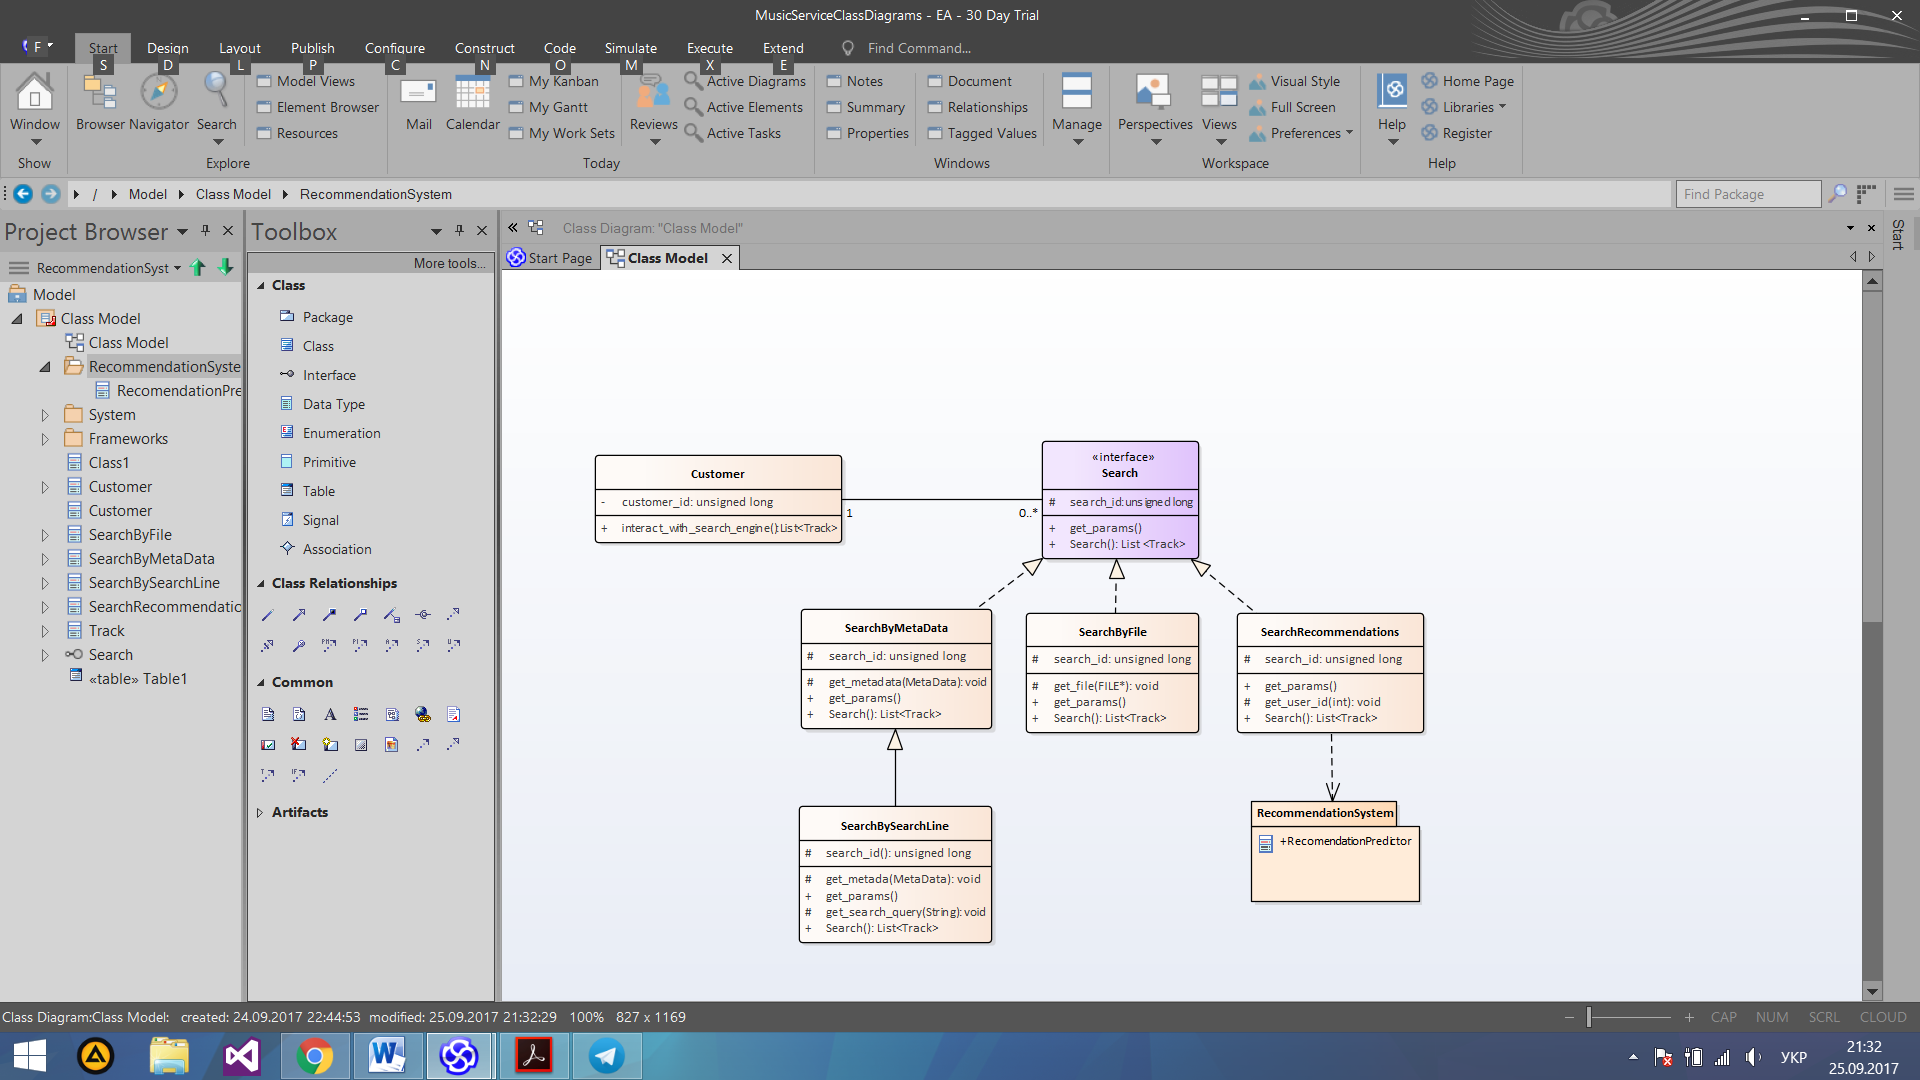 MusicServiceClassDiagrams - EA - 30 Day Trial
F
Start Design Layout Publish Configure Construct Code Simulate Execute Extend Find Command...
S D L P C N O M X E
Window
Show
Browser Navigator Search
Model Views
Element Browser
Resources
Explore
Mail Calendar
My Kanban
My Gantt
My Work Sets
Reviews
Active Diagrams
Active Elements
Active Tasks
Today
Notes
Summary
Properties
Document
Relationships
Tagged Values
Windows
Manage
Perspectives Views
Visual Style
Full Screen
Preferences
Workspace
Help
Home Page
Libraries
Register
Help
/ Model Class Model RecommendationSystem
Find Package
Project Browser
RecommendationSyst
Model
Class Model
Class Model
RecommendationSyste
RecomendationPre
System
Frameworks
Class1
Customer
Customer
SearchByFile
SearchByMetaData
SearchBySearchLine
SearchRecommendatio
Track
Search
«table» Table1
Toolbox
More tools...
Class
Package
Class
Interface
Data Type
Enumeration
Primitive
Table
Signal
Association
Class Relationships
Common
Artifacts
Class Diagram: "Class Model"
Start Page Class Model
Start
Customer
- customer_id: unsigned long
+ interact_with_search_engine():List<Track>
1
0..*
«interface»
Search
# search_id:unsigned long
+ get_params()
+ Search(): List <Track>
SearchByMetaData
# search_id: unsigned long
# get_metadata(MetaData): void
+ get_params()
+ Search(): List<Track>
SearchByFile
# search_id: unsigned long
# get_file(FILE*): void
+ get_params()
+ Search(): List<Track>
SearchRecommendations
# search_id: unsigned long
+ get_params()
# get_user_id(int): void
+ Search(): List<Track>
SearchBySearchLine
# search_id(): unsigned long
# get_metada(MetaData): void
+ get_params()
# get_search_query(String): void
+ Search(): List<Track>
RecommendationSystem
+RecomendationPredictor
Class Diagram:Class Model: created: 24.09.2017 22:44:53 modified: 25.09.2017 21:32:29 100% 827 x 1169
CAP NUM SCRL CLOUD
УКР
21:32
25.09.2017